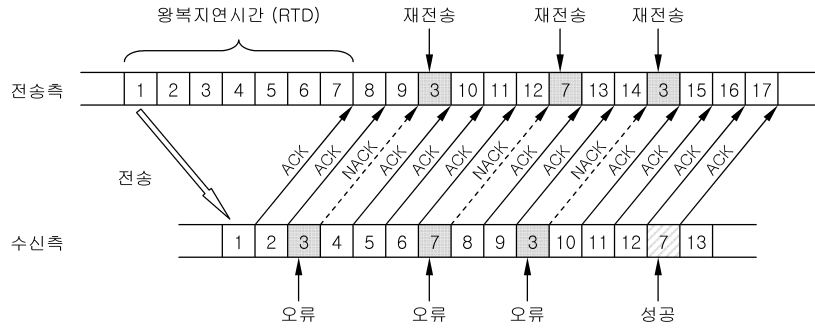 왕복지연시간 (RTD) 재전송 재전송 재전송
전송측 1 2 3 4 5 6 7 8 9 3 10 11 12 7 13 14 3 15 16 17
전송 ACK ACK NACK ACK ACK ACK NACK ACK ACK NACK ACK ACK ACK ACK
수신측 1 2 3 4 5 6 7 8 9 3 10 11 12 7 13
오류 오류 오류 성공